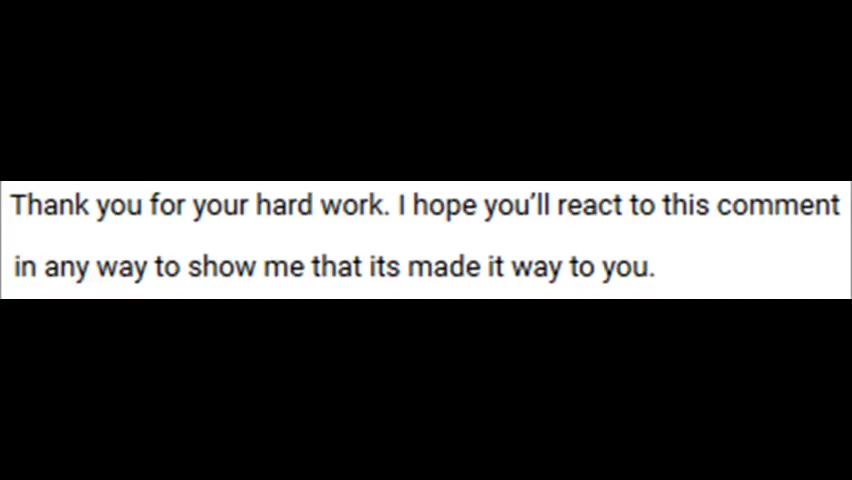 Thank you for your hard work. I hope you’ll react to this comment
in any way to show me that its made it way to you.